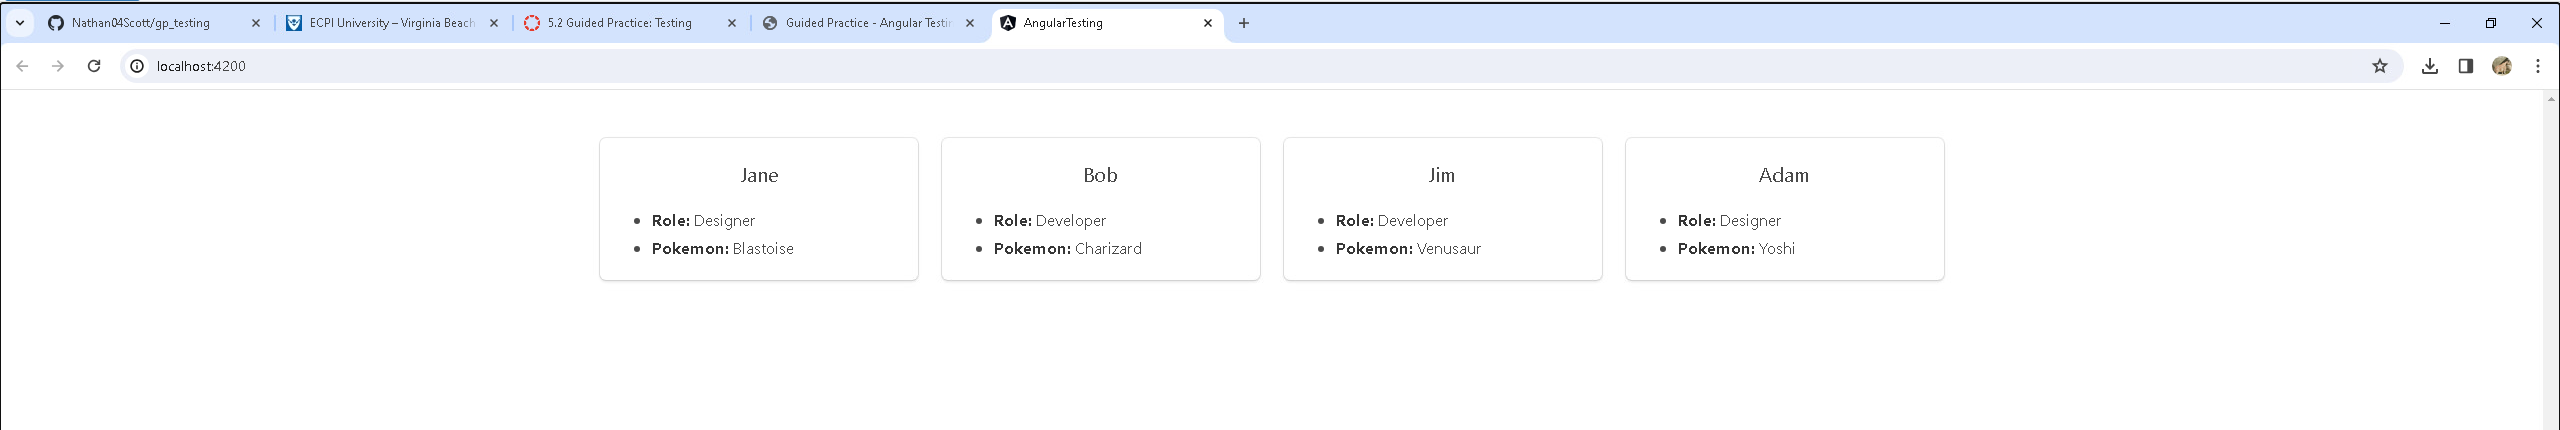 Nathan04Scott/gp_testing
ECPI University – Virginia Beach
5.2 Guided Practice: Testing
Guided Practice - Angular Testin
AngularTesting
localhost:4200
Jane
Role: Designer
Pokemon: Blastoise
Bob
Role: Developer
Pokemon: Charizard
Jim
Role: Developer
Pokemon: Venusaur
Adam
Role: Designer
Pokemon: Yoshi